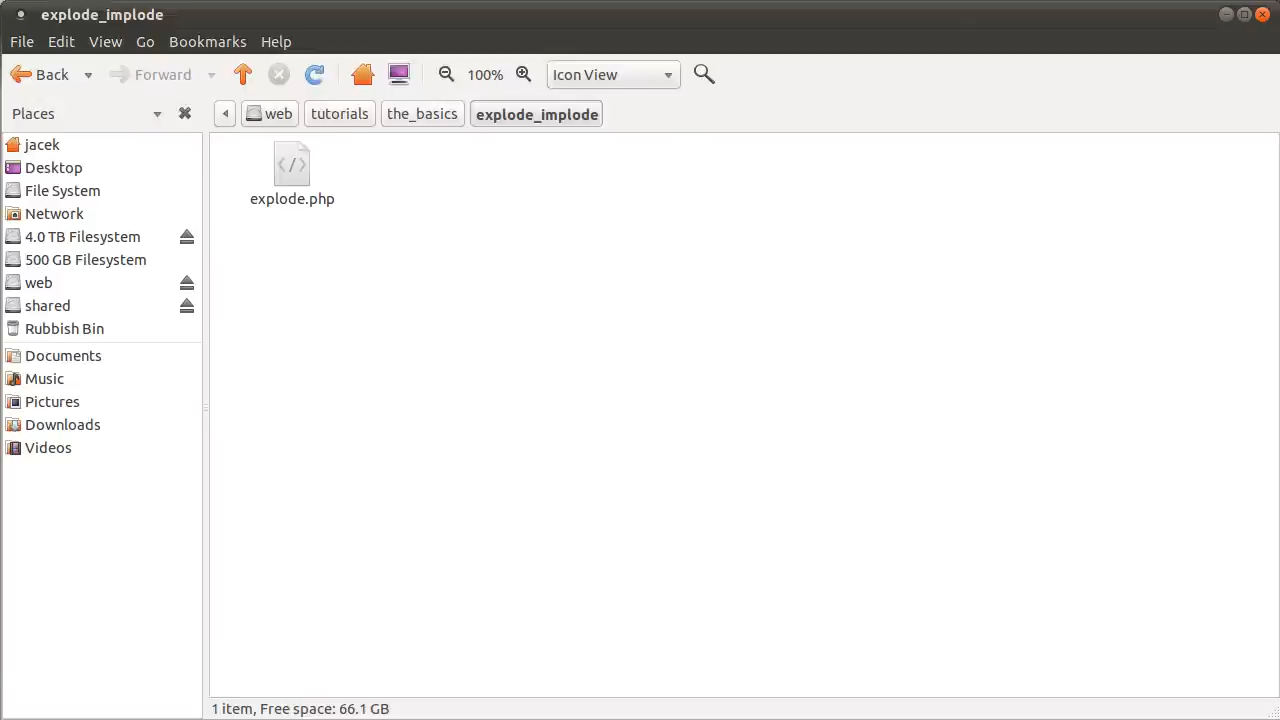 explode_implode
File Edit View Go Bookmarks Help
Back Forward 100% Icon View
Places web tutorials the_basics explode_implode
jacek
Desktop
File System
Network
4.0 TB Filesystem
500 GB Filesystem
web
shared
Rubbish Bin
Documents
Music
Pictures
Downloads
Videos
explode.php
1 item, Free space: 66.1 GB